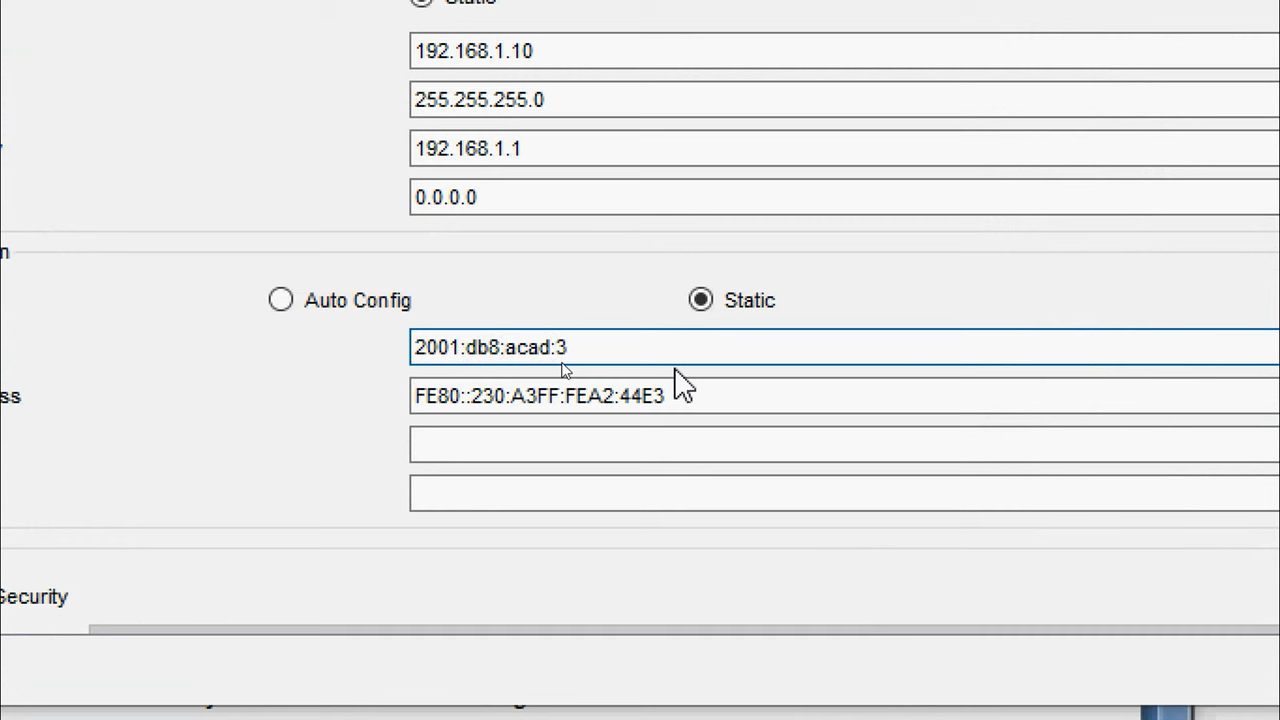 Static
192.168.1.10
255.255.255.0
192.168.1.1
0.0.0.0
Auto Config Static
2001:db8:acad:3
ss FE80::230:A3FF:FEA2:44E3
Security